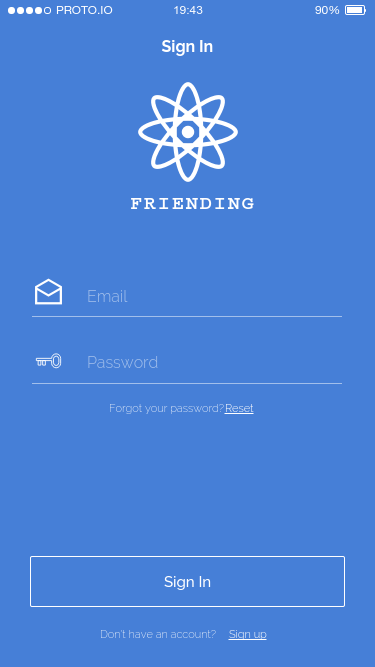 PROTO.IO 19:43 90%
Sign In
FRIENDING
Email
Password
Forgot your password? Reset
Sign In
Don't have an account? Sign up